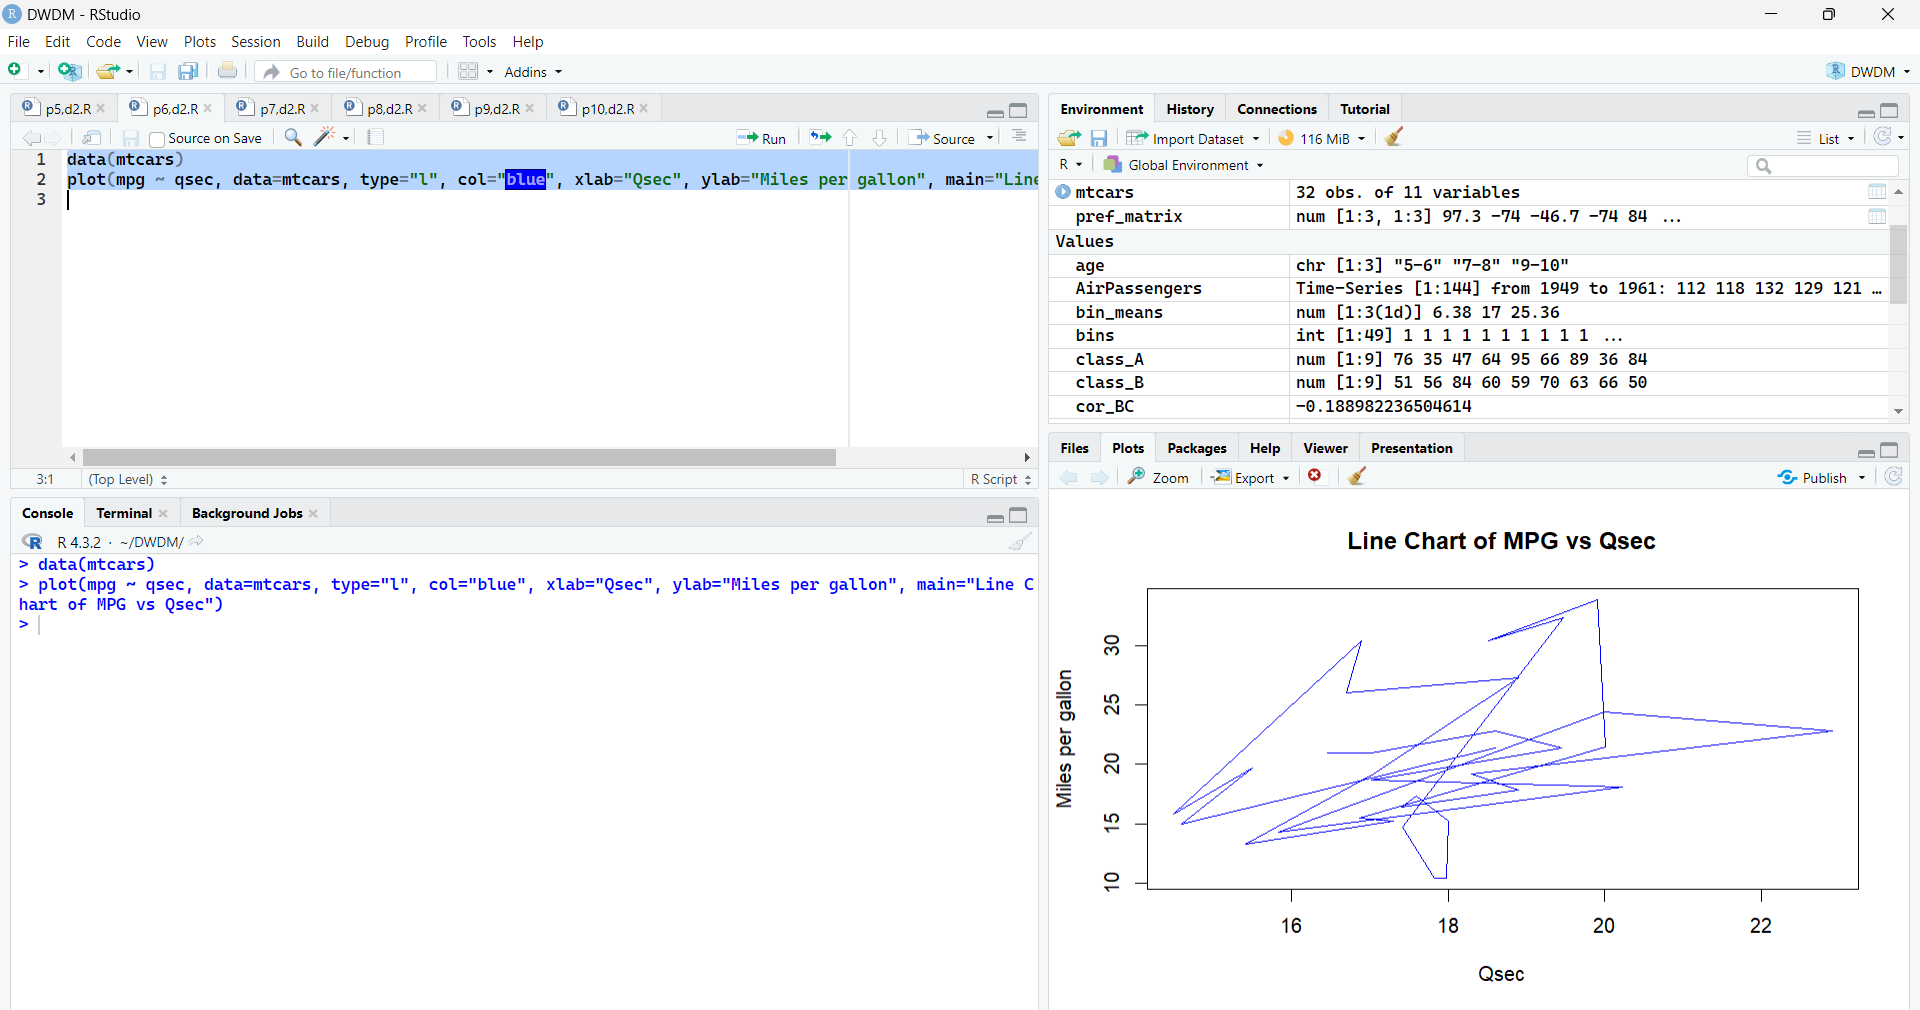 DWDM - RStudio
File Edit Code View Plots Session Build Debug Profile Tools Help
Go to file/function Addins DWDM
p5,d2.R p6,d2.R p7,d2.R p8,d2.R p9,d2.R p10,d2.R
Source on Save Run Source
1 data(mtcars)
2 plot(mpg ~ qsec, data=mtcars, type="l", col="blue", xlab="Qsec", ylab="Miles per gallon", main="Line
3
3:1 (Top Level) R Script
Console Terminal Background Jobs
R 4.3.2 · ~/DWDM/
> data(mtcars)
> plot(mpg ~ qsec, data=mtcars, type="l", col="blue", xlab="Qsec", ylab="Miles per gallon", main="Line C
hart of MPG vs Qsec")
>
Environment History Connections Tutorial
Import Dataset 116 MiB List
R Global Environment
mtcars 32 obs. of 11 variables
pref_matrix num [1:3, 1:3] 97.3 -74 -46.7 -74 84 ...
Values
age chr [1:3] "5-6" "7-8" "9-10"
AirPassengers Time-Series [1:144] from 1949 to 1961: 112 118 132 129 121 …
bin_means num [1:3(1d)] 6.38 17 25.36
bins int [1:49] 1 1 1 1 1 1 1 1 1 1 ...
class_A num [1:9] 76 35 47 64 95 66 89 36 84
class_B num [1:9] 51 56 84 60 59 70 63 66 50
cor_BC -0.188982236504614
Files Plots Packages Help Viewer Presentation
Zoom Export Publish
Line Chart of MPG vs Qsec
Miles per gallon
30
25
20
15
10
16 18 20 22
Qsec